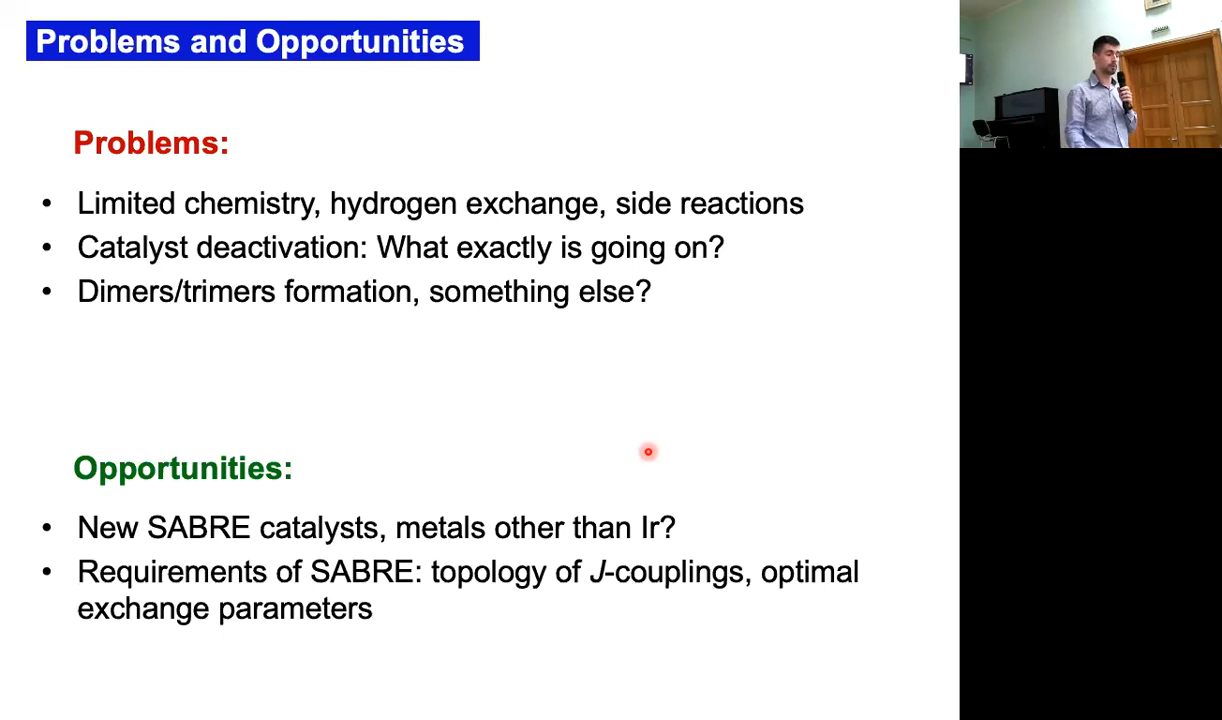 Problems and Opportunities
Problems:
• Limited chemistry, hydrogen exchange, side reactions
• Catalyst deactivation: What exactly is going on?
• Dimers/trimers formation, something else?
Opportunities:
• New SABRE catalysts, metals other than Ir?
• Requirements of SABRE: topology of J-couplings, optimal
exchange parameters